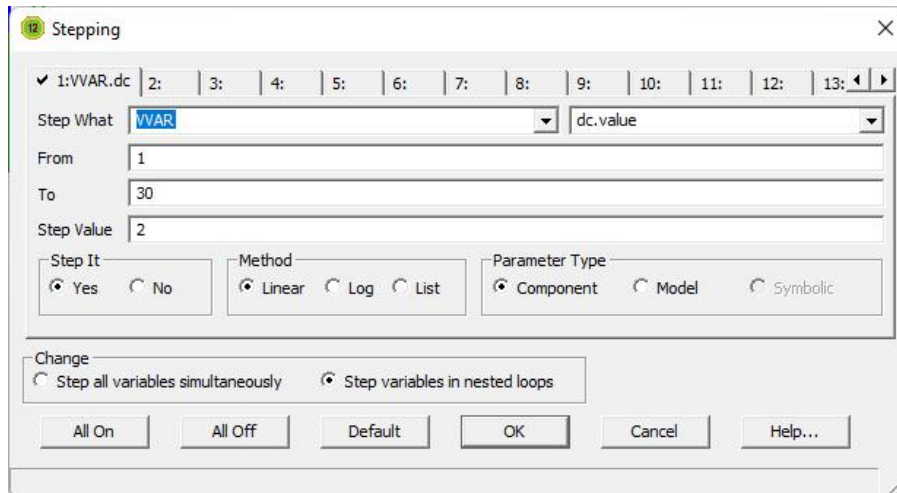 12 Stepping
1:VVAR.dc 2: 3: 4: 5: 6: 7: 8: 9: 10: 11: 12: 13:
Step What VVAR dc.value
From 1
To 30
Step Value 2
Step It Method Parameter Type
Yes No Linear Log List Component Model Symbolic
Change
Step all variables simultaneously Step variables in nested loops
All On All Off Default OK Cancel Help...